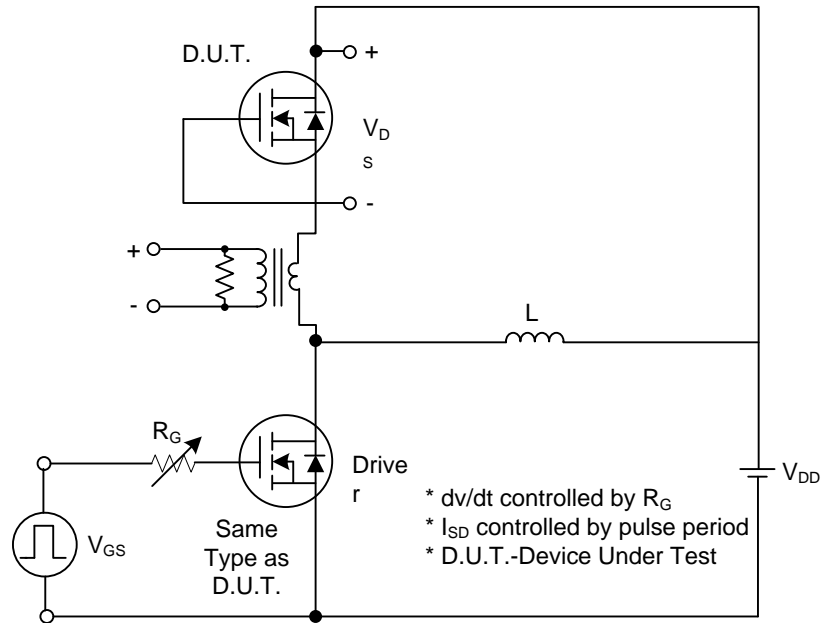 D.U.T.
+
V_D
S
-
+
-
L
R_G
Drive
r
V_DD
V_GS
Same
Type as
D.U.T.
* dv/dt controlled by R_G
* I_SD controlled by pulse period
* D.U.T.-Device Under Test